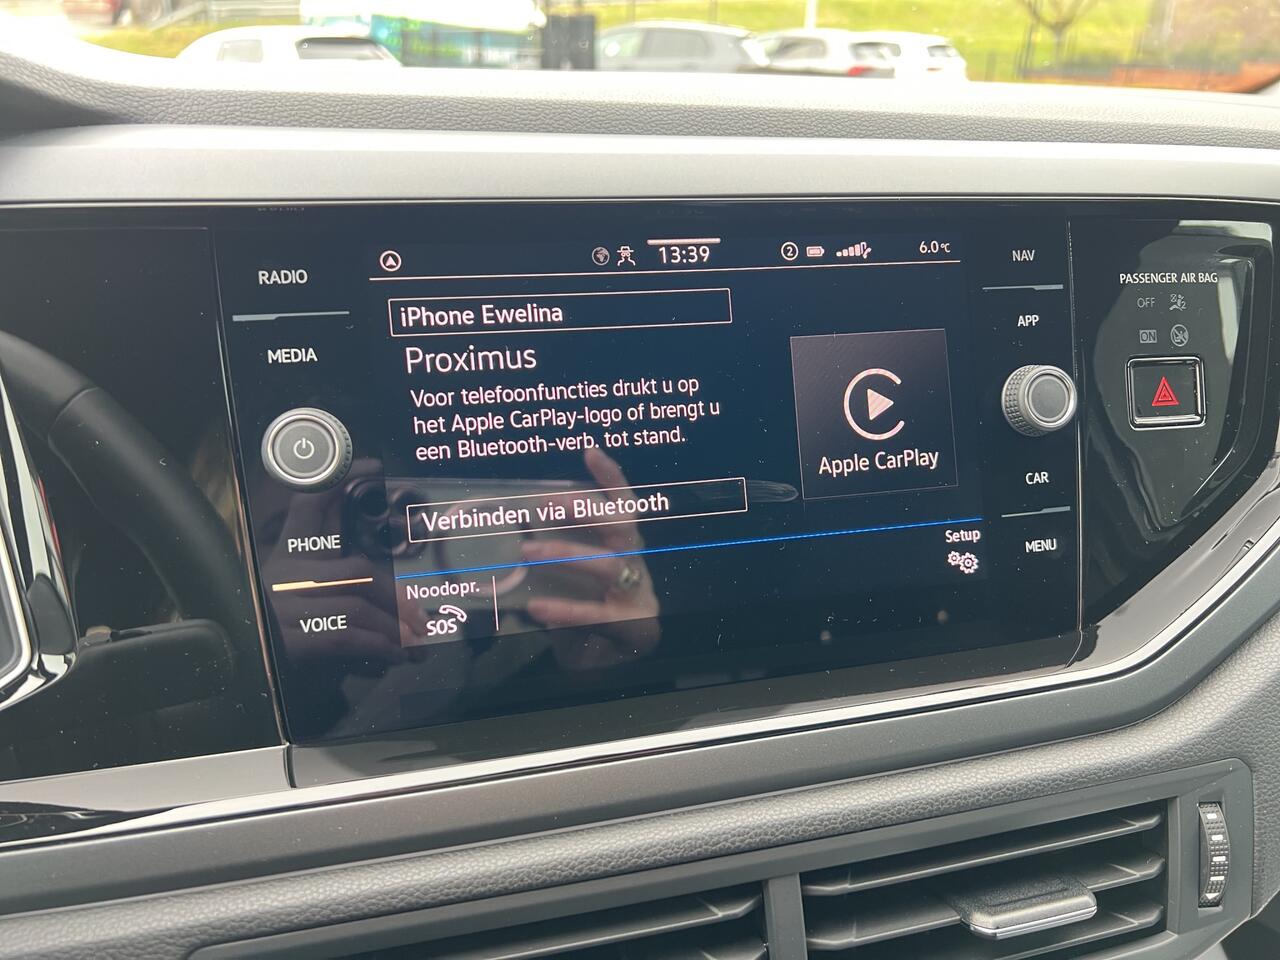 RADIO
MEDIA
PHONE
VOICE
13:39
2
6.0°C
iPhone Ewelina
Proximus
Voor telefoonfuncties drukt u op
het Apple CarPlay-logo of brengt u
een Bluetooth-verb. tot stand.
Apple CarPlay
Verbinden via Bluetooth
Noodopr.
SOS
Setup
NAV
APP
CAR
MENU
PASSENGER AIR BAG
OFF
2
ON